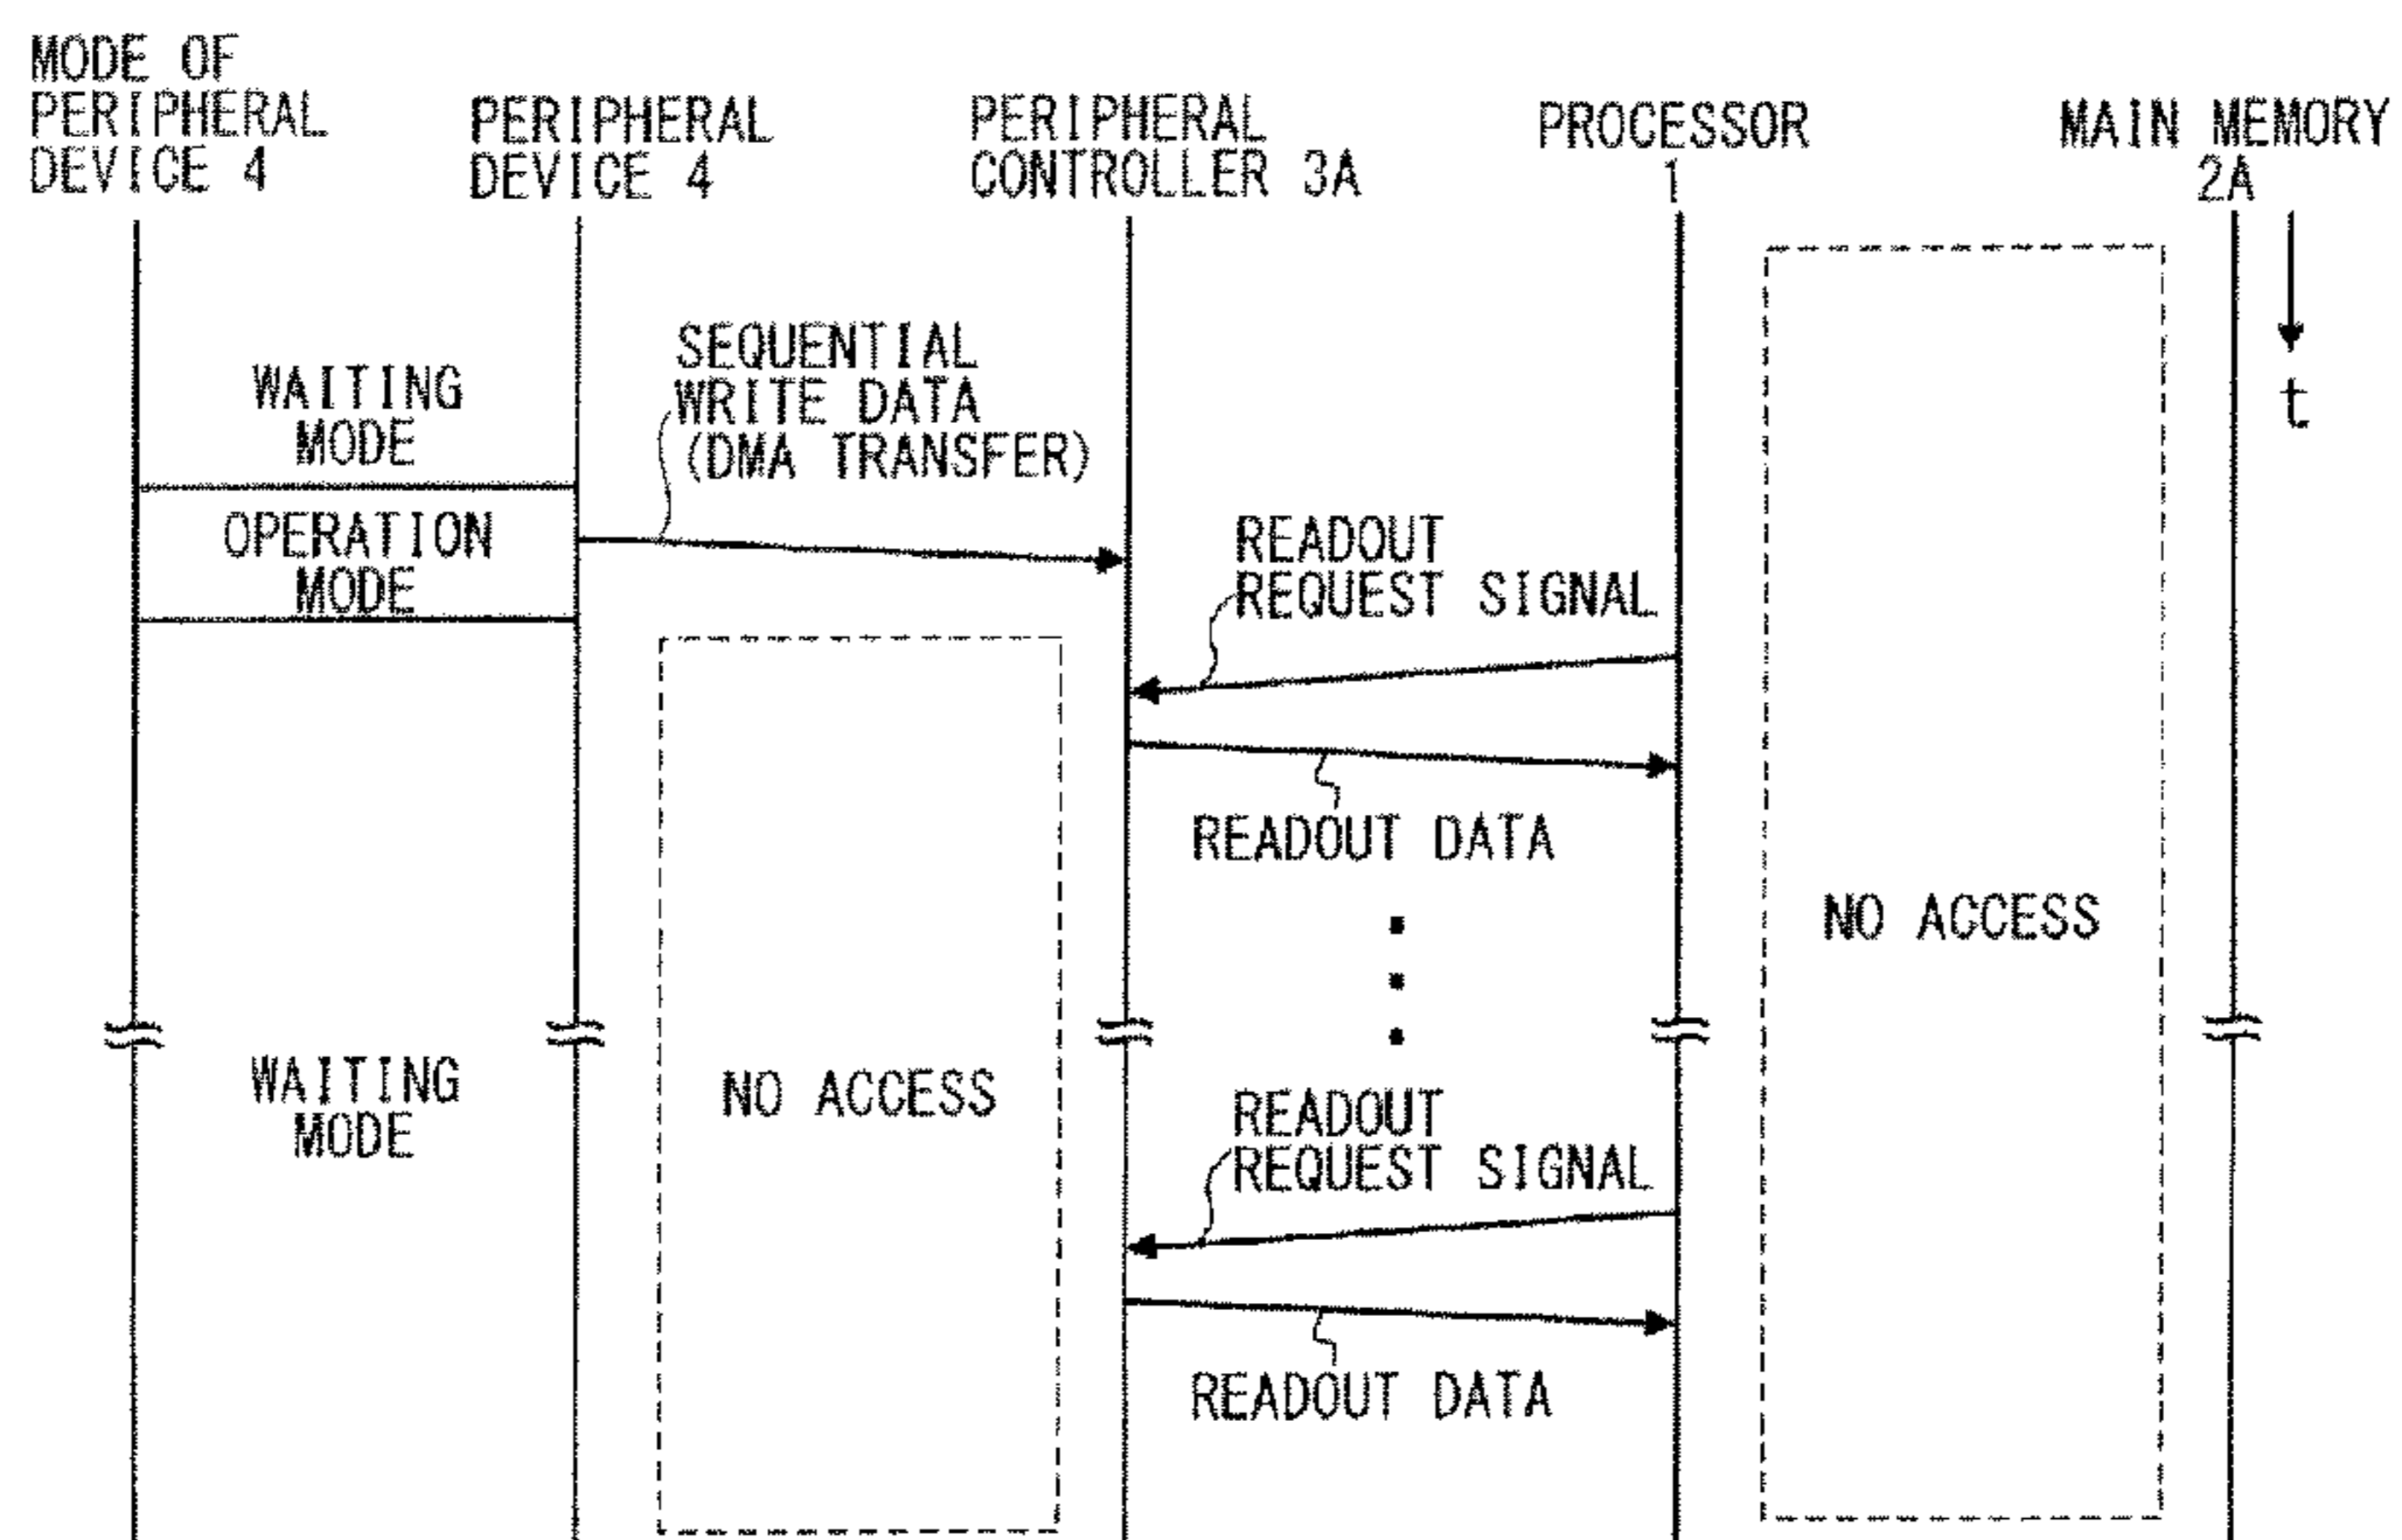 MODE OF
PERIPHERAL
DEVICE 4
PERIPHERAL
DEVICE 4
PERIPHERAL
CONTROLLER 3A
PROCESSOR
1
MAIN MEMORY
2A
t
WAITING
MODE
SEQUENTIAL
WRITE DATA
(DMA TRANSFER)
OPERATION
MODE
READOUT
REQUEST SIGNAL
READOUT DATA
NO ACCESS
WAITING
MODE
NO ACCESS
READOUT
REQUEST SIGNAL
READOUT DATA